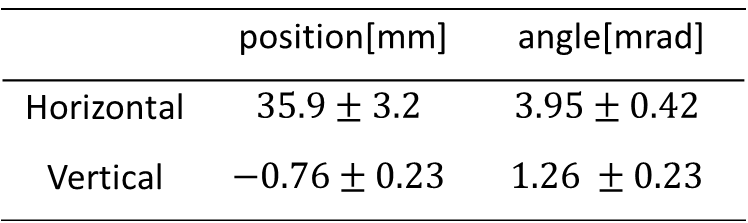 position[mm] angle[mrad]
Horizontal 35.9 ± 3.2 3.95 ± 0.42
Vertical −0.76 ± 0.23 1.26 ± 0.23